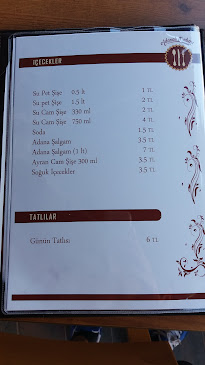 İÇECEKLER
Su Pet Şişe 0.5 lt 1 TL
Su pet Şişe 1.5 lt 2 TL
Su Cam Şişe 330 ml 2 TL
Su Cam Şişe 750 ml 4 TL
Soda 1.5 TL
Adana Şalgam 3.5 TL
Adana Şalgam (1 lt) 7 TL
Ayran Cam Şişe 300 ml 3.5 TL
Soğuk İçecekler 3.5 TL
TATLILAR
Günün Tatlısı 6 TL